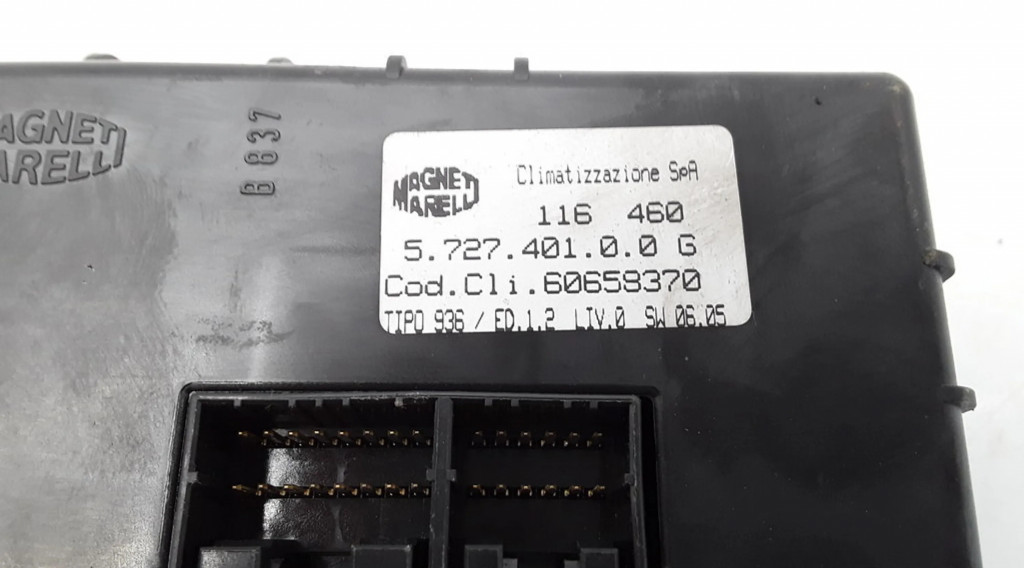 MAGNETI
MARELLI
B 837
MAGNETI
MARELLI
Climatizzazione SpA
116 460
5.727.401.0.0 G
Cod.Cli.60658370
TIPO 936 / ED.1.2 LIV.0 SW 06.05